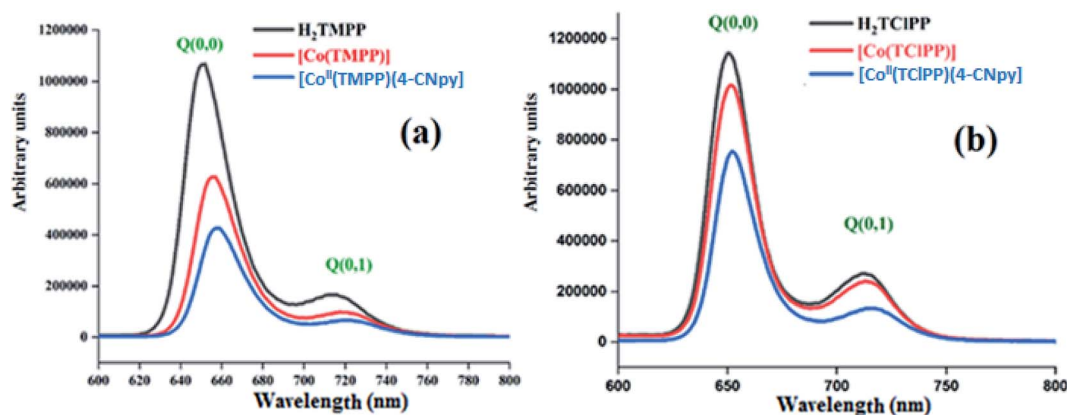 H₂TMPP
[Co(TMPP)]
[Coᴵᴵ(TMPP)(4-CNpy]
Q(0,0)
(a)
Q(0,1)
1200000
1000000
800000
600000
400000
200000
0
Arbitrary units
600 620 640 660 680 700 720 740 760 780 800
Wavelength (nm)
H₂TClPP
[Co(TClPP)]
[Coᴵᴵ(TClPP)(4-CNpy]
Q(0,0)
(b)
Q(0,1)
1200000
1000000
800000
600000
400000
200000
0
Arbitrary units
600 650 700 750 800
Wavelength (nm)